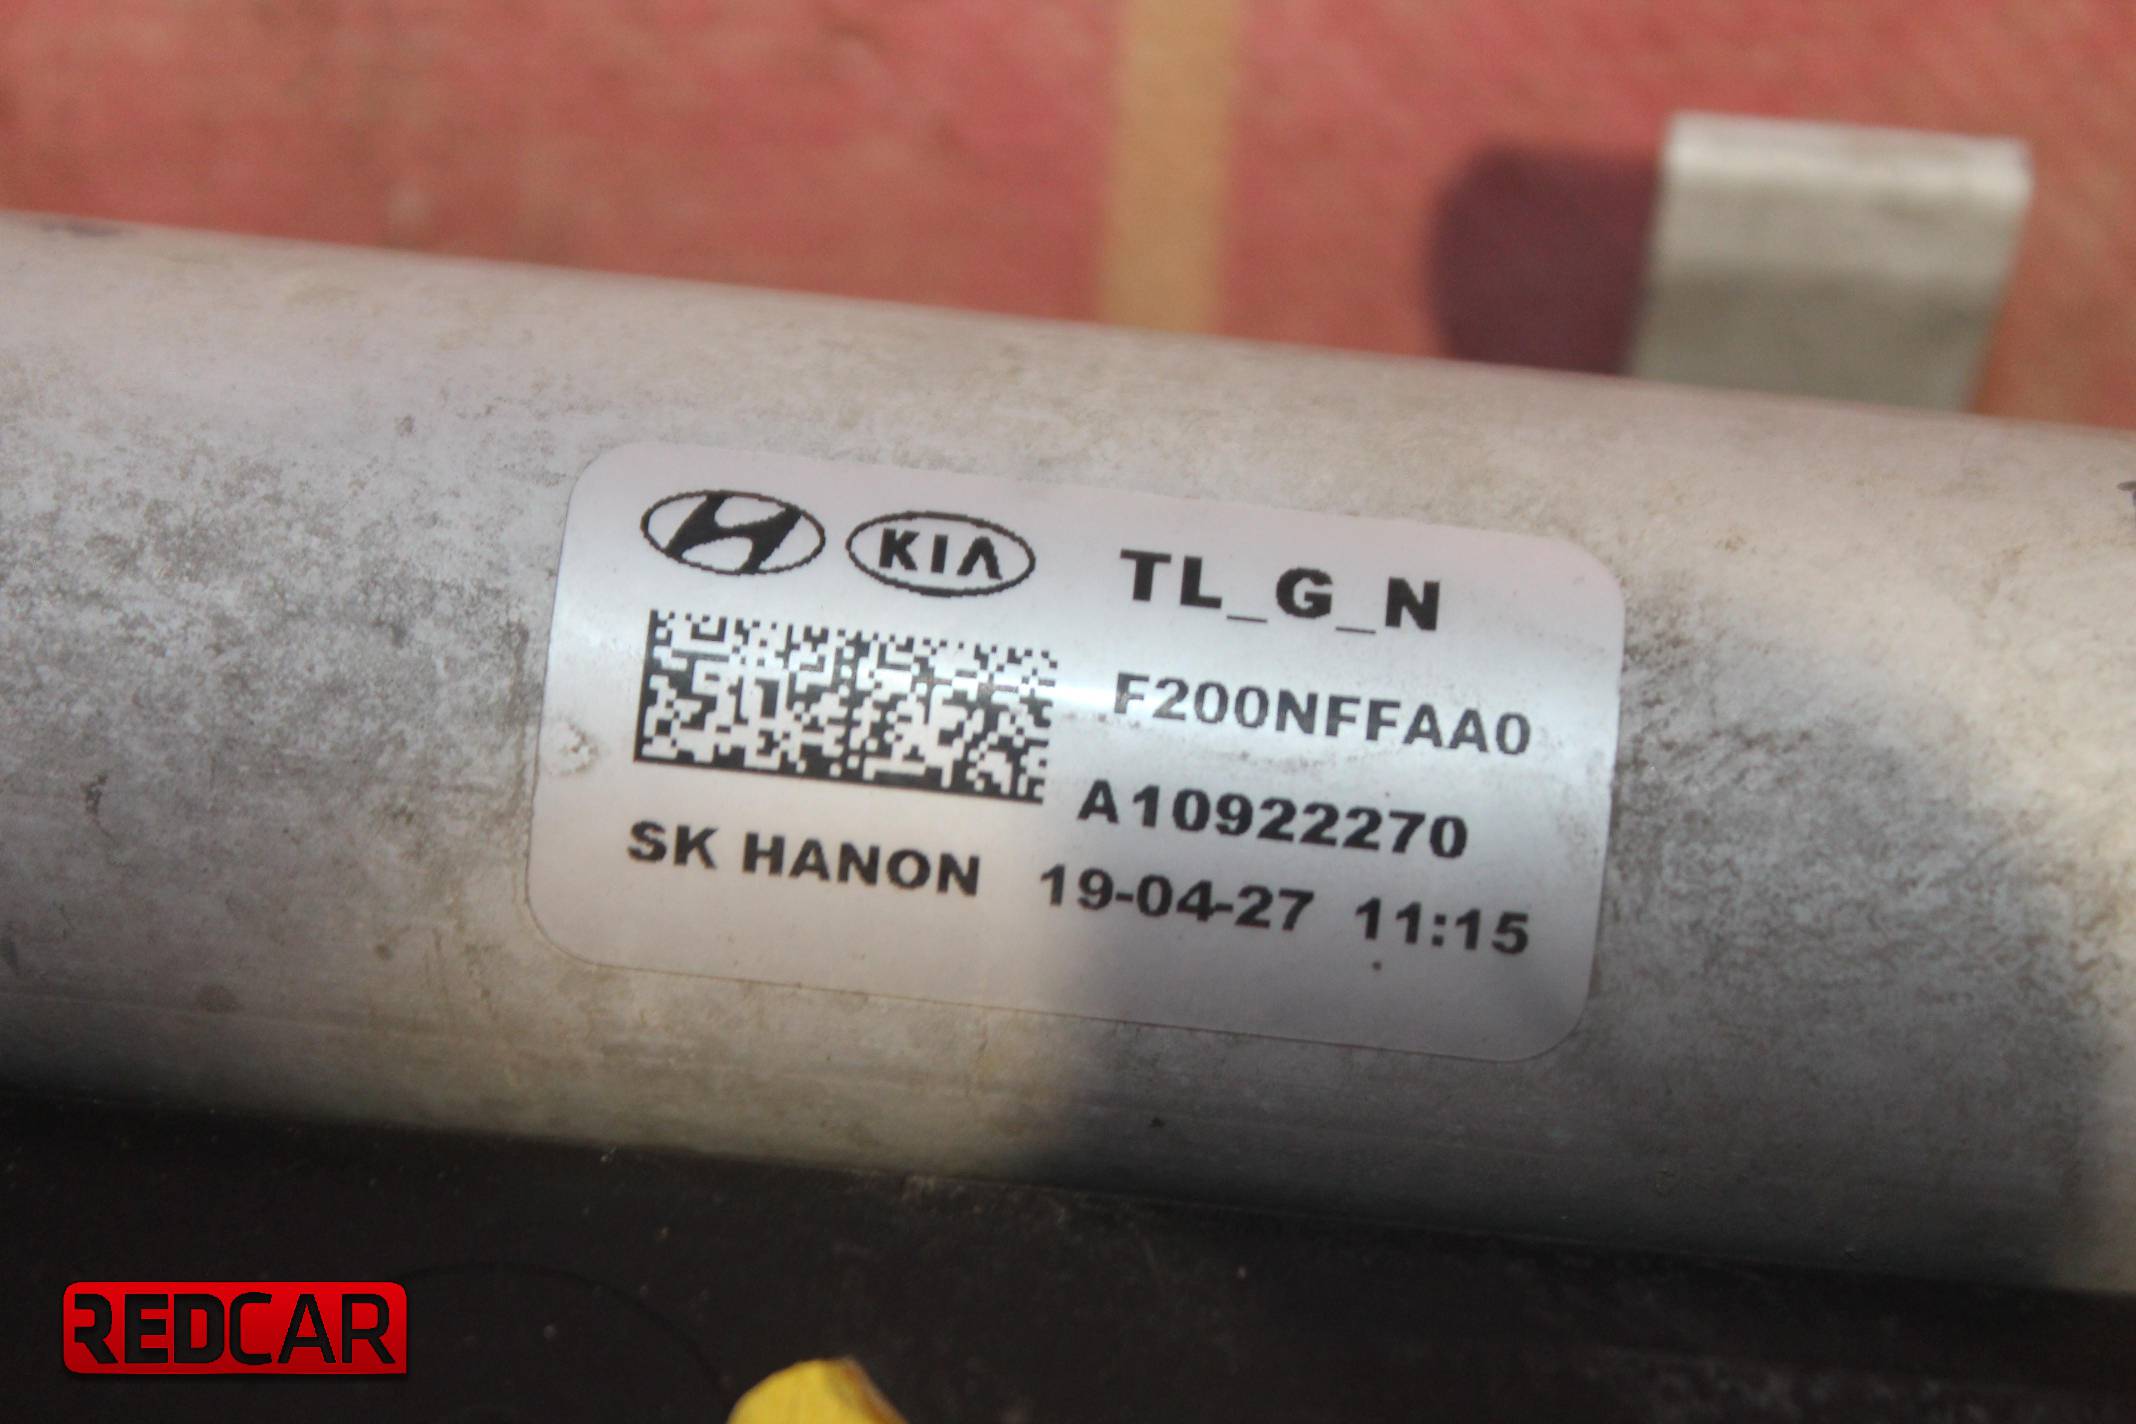 KIA TL_G_N
F200NFFAA0
A10922270
SK HANON 19-04-27 11:15
REDCAR